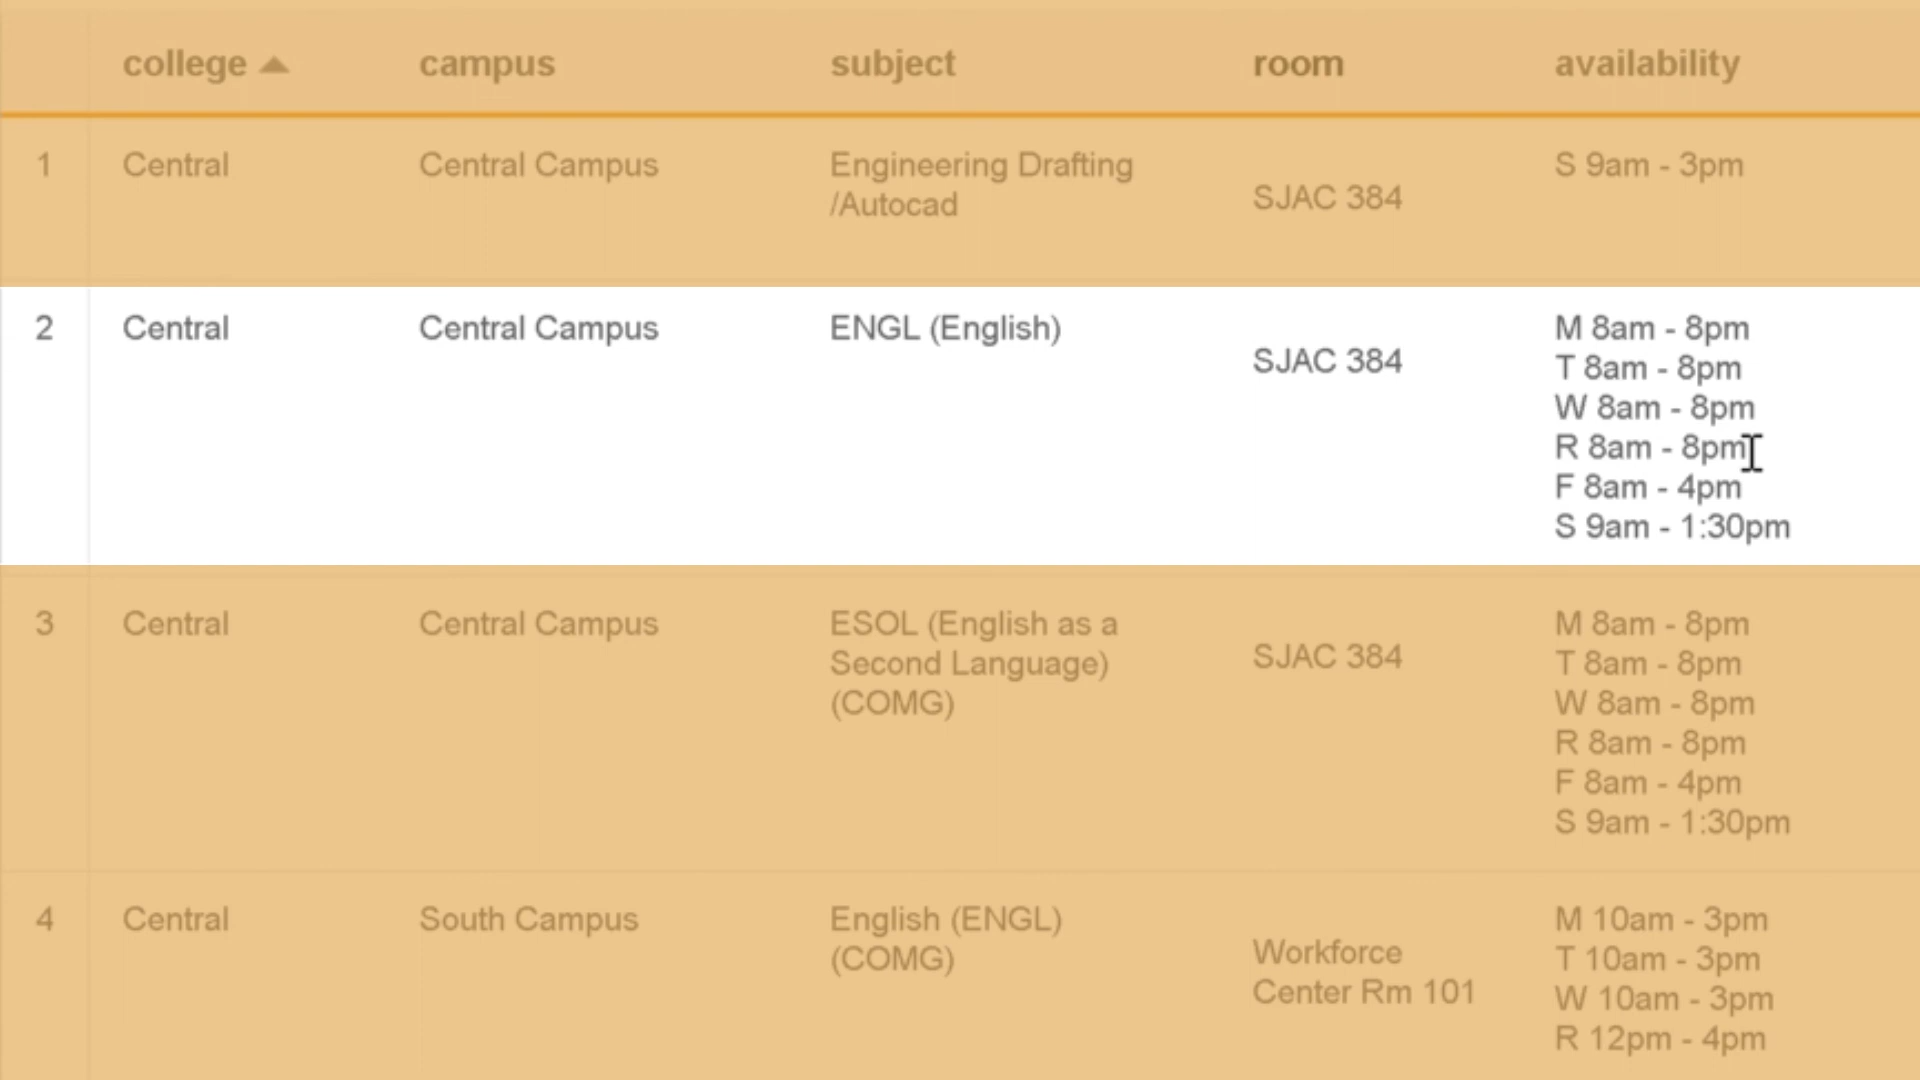 college ▲ campus subject room availability
1 Central Central Campus Engineering Drafting S 9am - 3pm
/Autocad SJAC 384
2 Central Central Campus ENGL (English) M 8am - 8pm
SJAC 384 T 8am - 8pm
W 8am - 8pm
R 8am - 8pm
F 8am - 4pm
S 9am - 1:30pm
3 Central Central Campus ESOL (English as a M 8am - 8pm
Second Language) SJAC 384 T 8am - 8pm
(COMG) W 8am - 8pm
R 8am - 8pm
F 8am - 4pm
S 9am - 1:30pm
4 Central South Campus English (ENGL) M 10am - 3pm
(COMG) Workforce T 10am - 3pm
Center Rm 101 W 10am - 3pm
R 12pm - 4pm